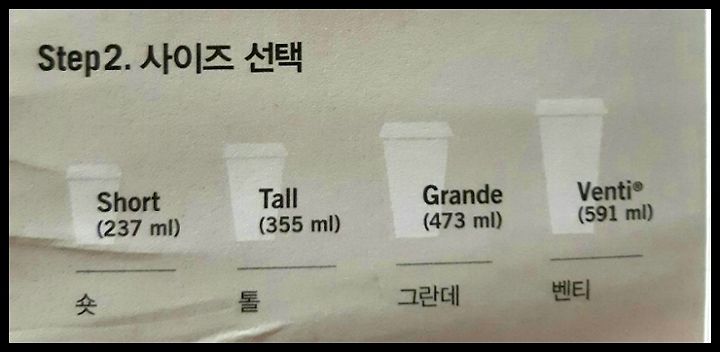 Step2. 사이즈 선택
Short
(237 ml)
숏
Tall
(355 ml)
톨
Grande
(473 ml)
그란데
Venti®
(591 ml)
벤티